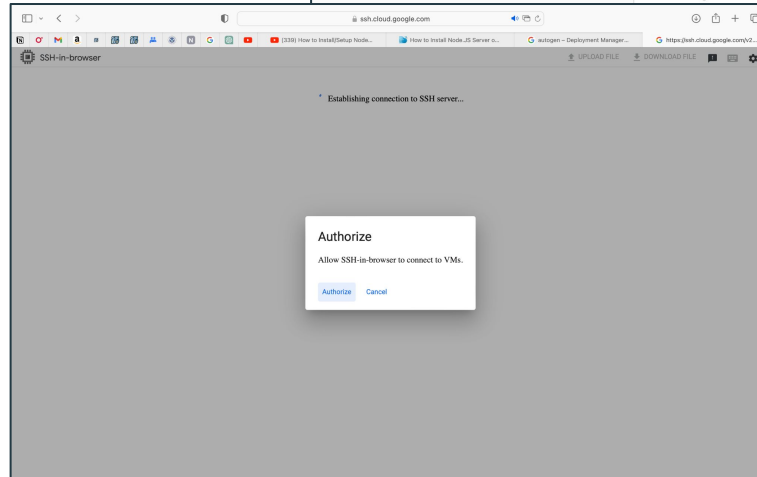 ssh.cloud.google.com
(339) How to Install|Setup Node...
How to Install Node.JS Server o...
autogen – Deployment Manager...
https://ssh.cloud.google.com/v2...
SSH-in-browser
UPLOAD FILE
DOWNLOAD FILE
Establishing connection to SSH server...
Authorize
Allow SSH-in-browser to connect to VMs.
Authorize Cancel